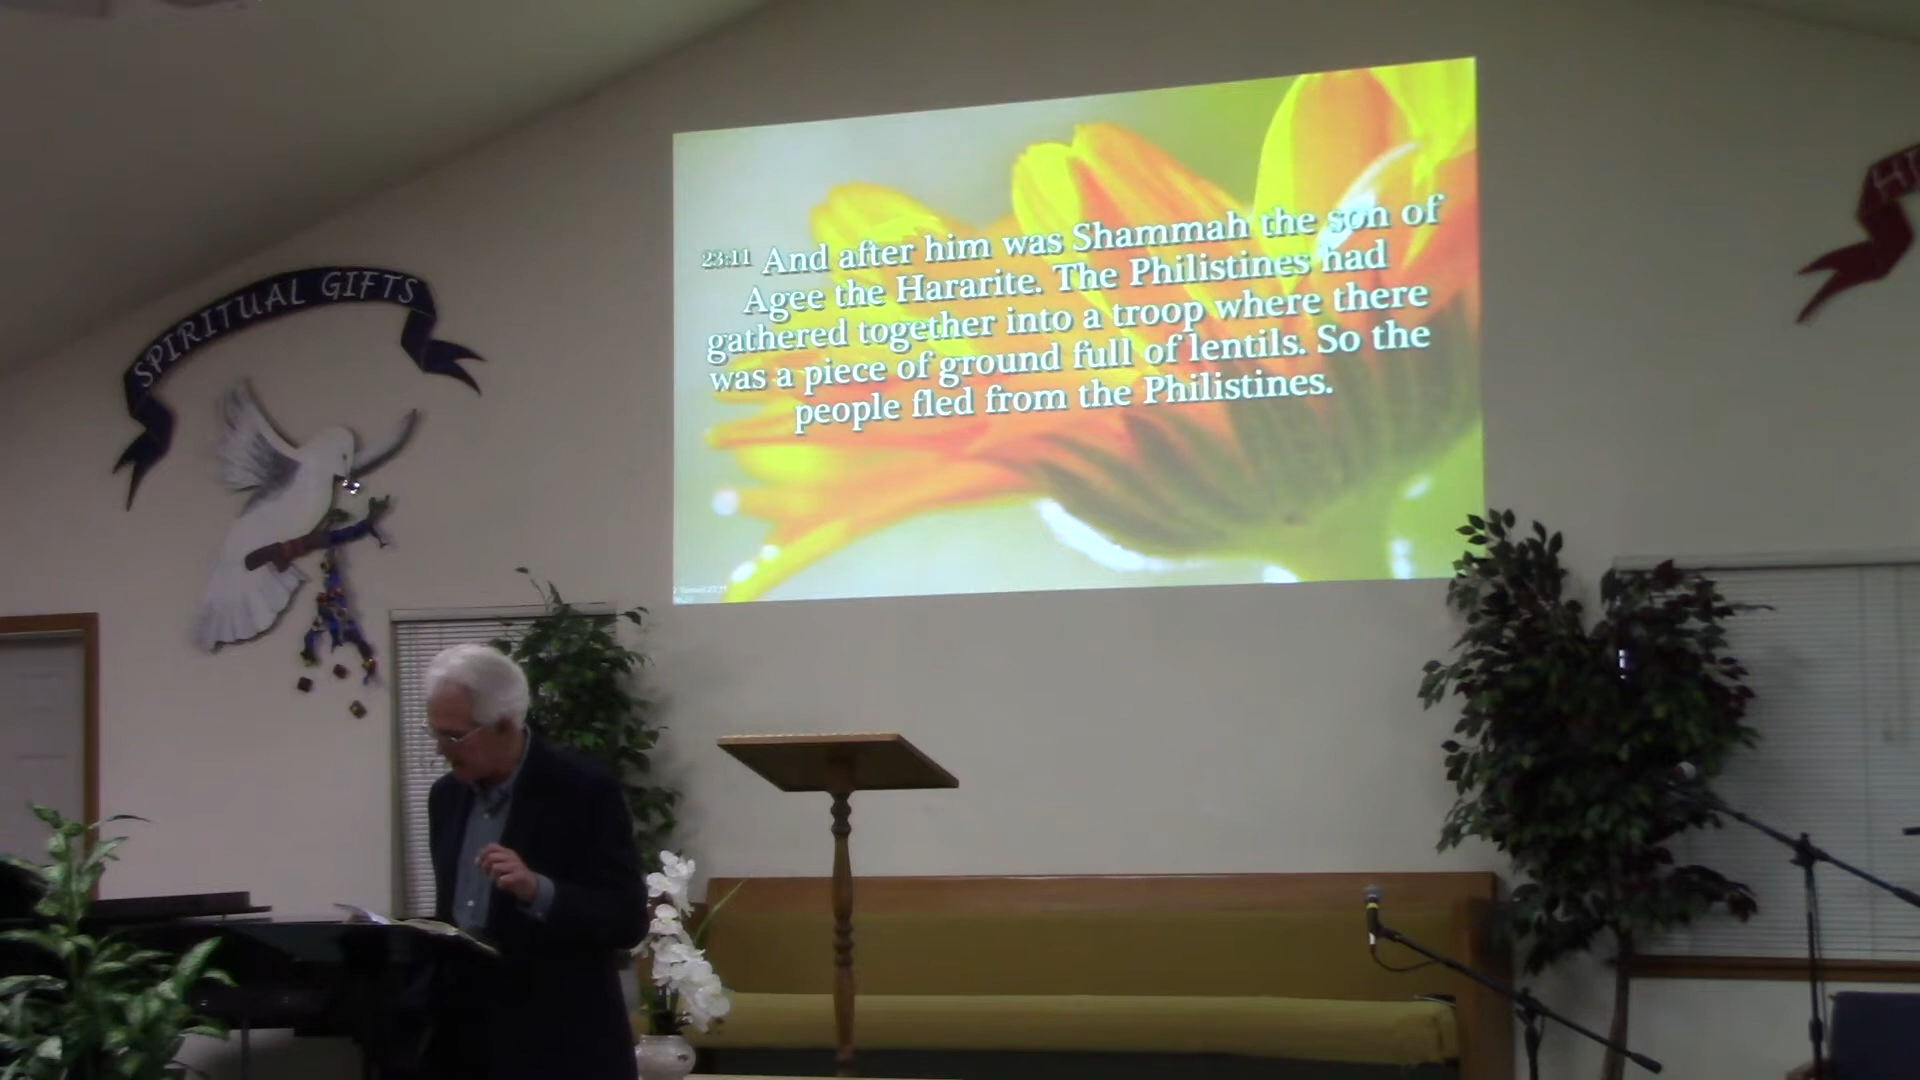 SPIRITUAL GIFTS
23:11 And after him was Shammah the son of
Agee the Hararite. The Philistines had
gathered together into a troop where there
was a piece of ground full of lentils. So the
people fled from the Philistines.